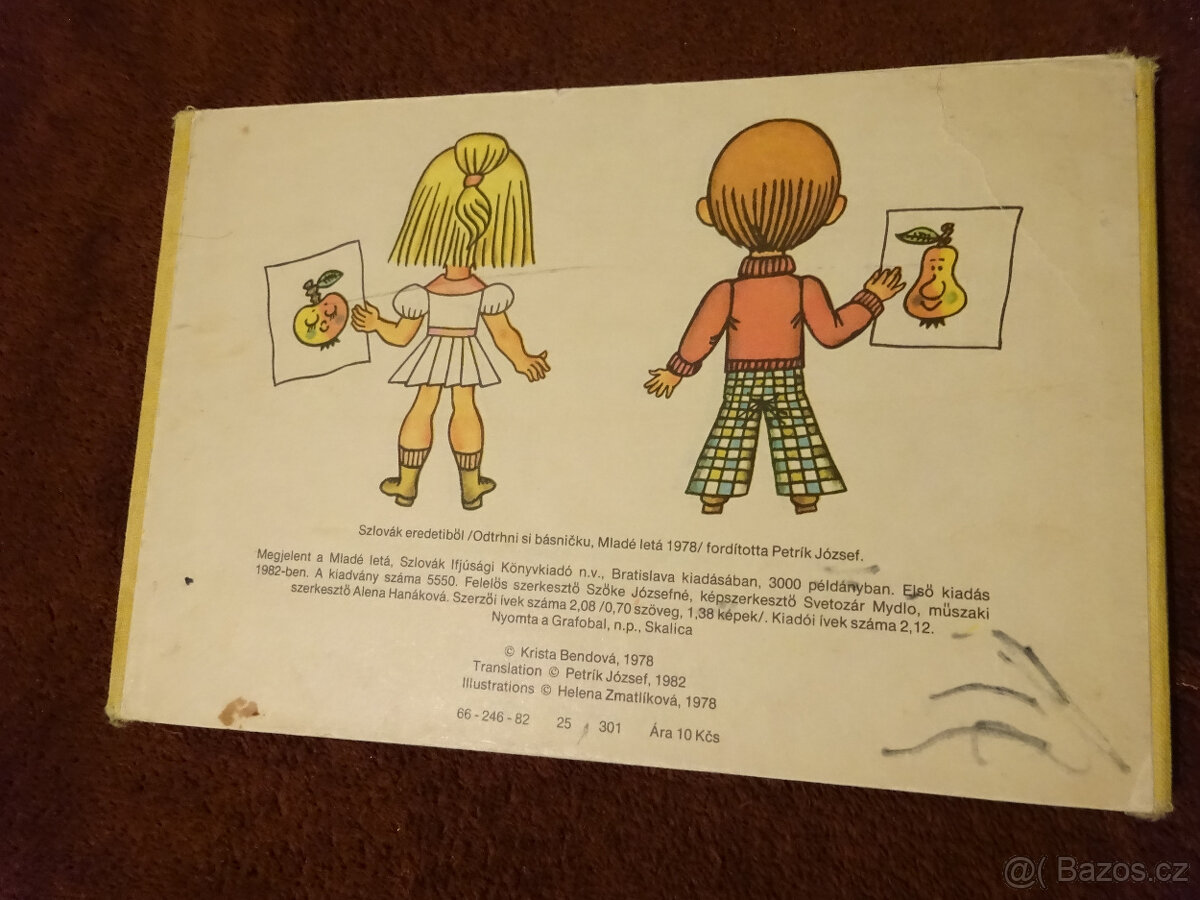 Szlovák eredetiből /Odtrhni si básničku, Mladé letá 1978/ fordította Petrík József.
Megjelent a Mladé letá, Szlovák Ifjúsági Könyvkiadó n.v., Bratislava kiadásában, 3000 példányban. Első kiadás
1982-ben. A kiadvány száma 5550. Felelős szerkesztő Szőke Józsefné, képszerkesztő Svetozár Mydlo, műszaki
szerkesztő Alena Hanáková. Szerzői ívek száma 2,08 /0,70 szöveg, 1,38 képek/. Kiadói ívek száma 2,12.
Nyomta a Grafobal, n.p., Skalica
© Krista Bendová, 1978
Translation © Petrík József, 1982
Illustrations © Helena Zmatlíková, 1978
66 - 246 - 82 25 301 Ára 10 Kčs
@( Bazos.cz